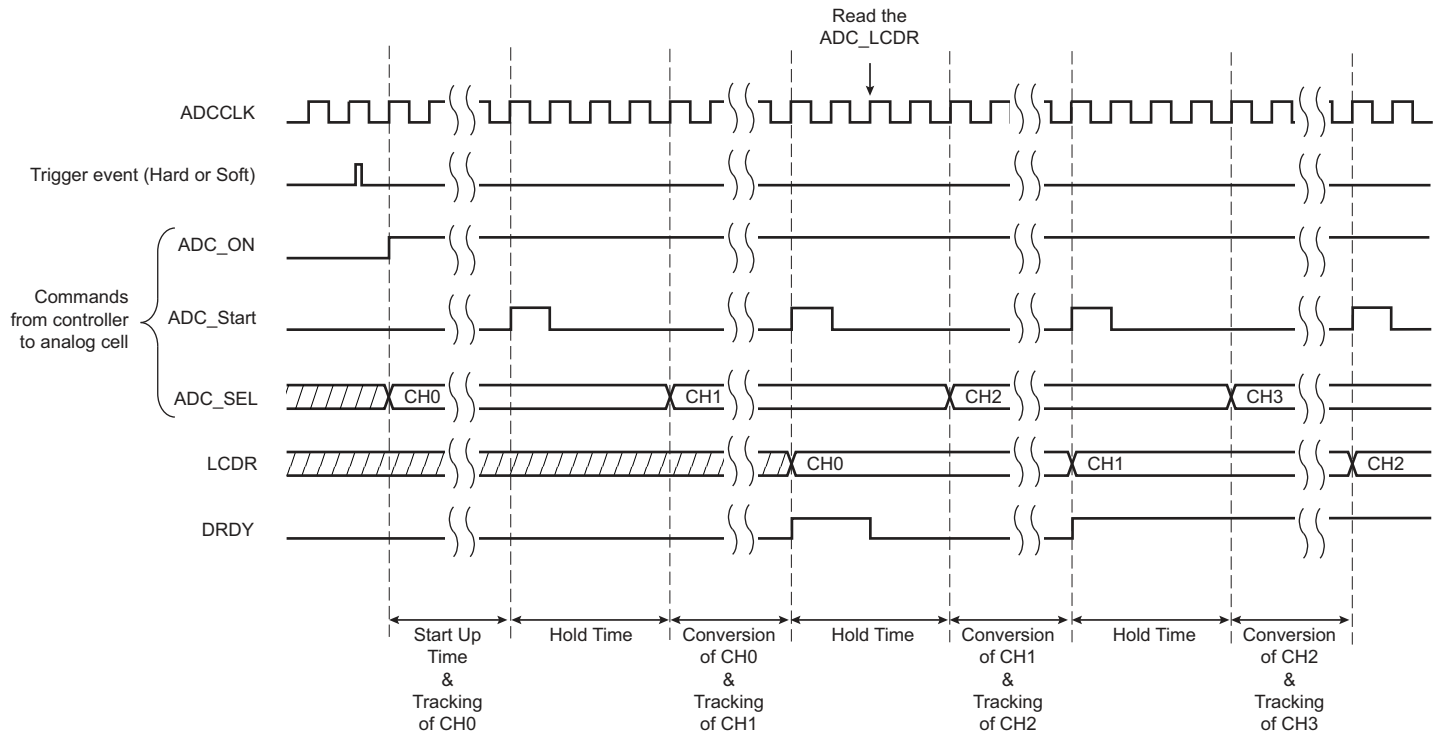 Read the
ADC_LCDR
ADCCLK
Trigger event (Hard or Soft)
ADC_ON
Commands
from controller
to analog cell
ADC_Start
ADC_SEL
CH0
CH1
CH2
CH3
LCDR
CH0
CH1
CH2
DRDY
Start Up
Time
&
Tracking
of CH0
Hold Time
Conversion
of CH0
&
Tracking
of CH1
Hold Time
Conversion
of CH1
&
Tracking
of CH2
Hold Time
Conversion
of CH2
&
Tracking
of CH3